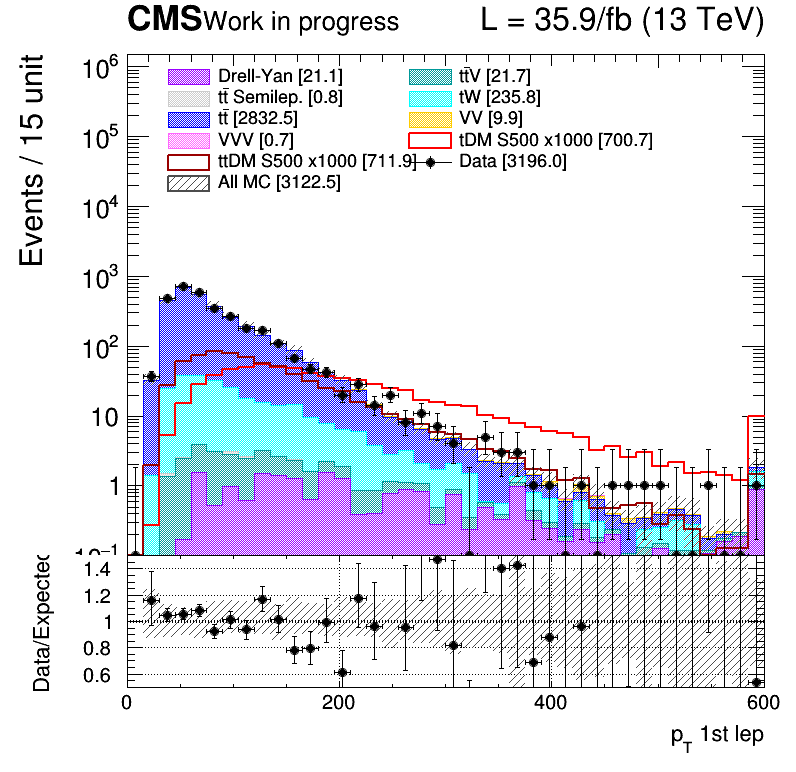 CMS Work in progress L = 35.9/fb (13 TeV)
Events / 15 unit
10⁶
10⁵
10⁴
10³
10²
10
1
10⁻¹
Drell-Yan [21.1] tt̄V [21.7]
tt̄ Semilep. [0.8] tW [235.8]
tt̄ [2832.5] VV [9.9]
VVV [0.7] tDM S500 x1000 [700.7]
ttDM S500 x1000 [711.9] Data [3196.0]
All MC [3122.5]
Data/Expected
1.4
1.2
1
0.8
0.6
0 200 400 600
p_T 1st lep